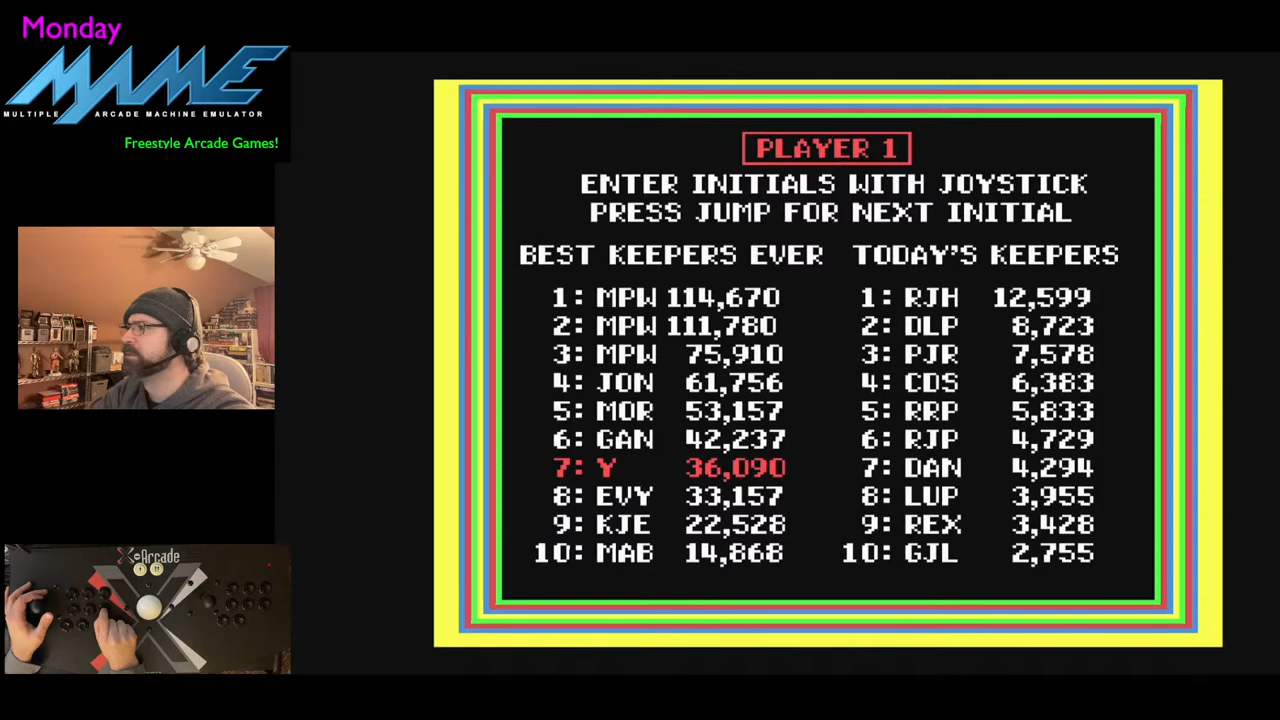 Monday
MAME
MULTIPLE ARCADE MACHINE EMULATOR
Freestyle Arcade Games!
PLAYER 1
ENTER INITIALS WITH JOYSTICK
PRESS JUMP FOR NEXT INITIAL
BEST KEEPERS EVER TODAY'S KEEPERS
1: MPW 114,670 1: RJH 12,599
2: MPW 111,780 2: DLP 8,723
3: MPW 75,910 3: PJR 7,578
4: JON 61,756 4: CDS 6,383
5: MOR 53,157 5: RRP 5,833
6: GAN 42,237 6: RJP 4,729
7: Y 36,090 7: DAN 4,294
8: EVY 33,157 8: LUP 3,955
9: KJE 22,528 9: REX 3,428
10: MAB 14,868 10: GJL 2,755
X Arcade